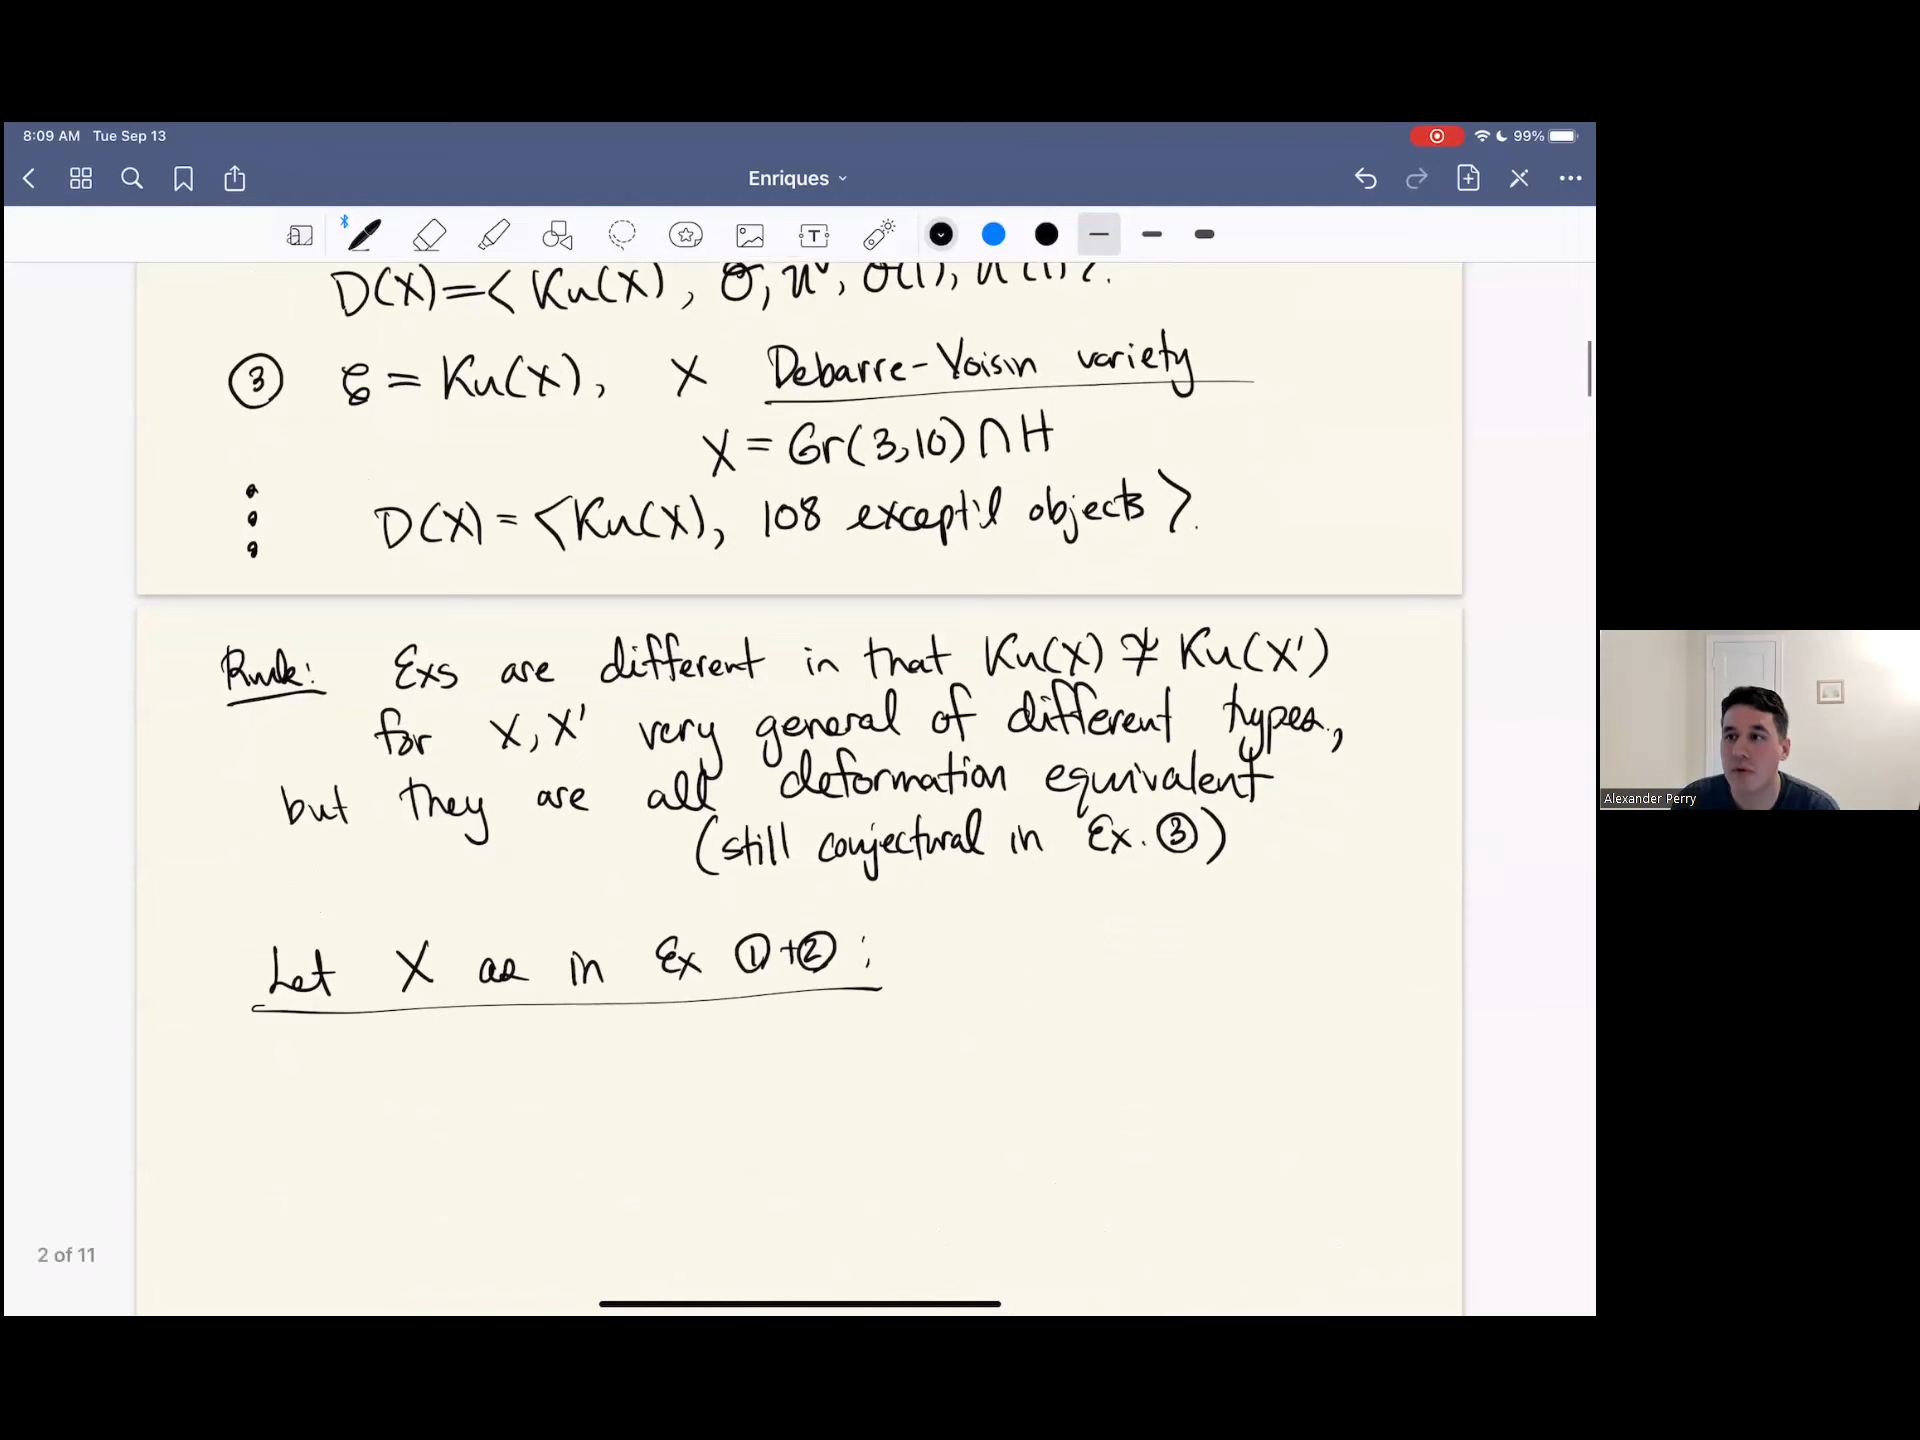 8:09 AM Tue Sep 13
99%
Enriques
D(X)=<Ku(X), O, U^∨, O(1), U^∨(1)>.
③ C = Ku(X), X Debarre-Voisin variety
X = Gr(3,10) ∩ H
D(X) = <Ku(X), 108 except'l objects>.
Rmk: Exs are different in that Ku(X) ≄ Ku(X')
for X, X' very general of different types,
but they are all deformation equivalent
(still conjectural in Ex. ③)
Let X as in Ex ①+②:
2 of 11
Alexander Perry